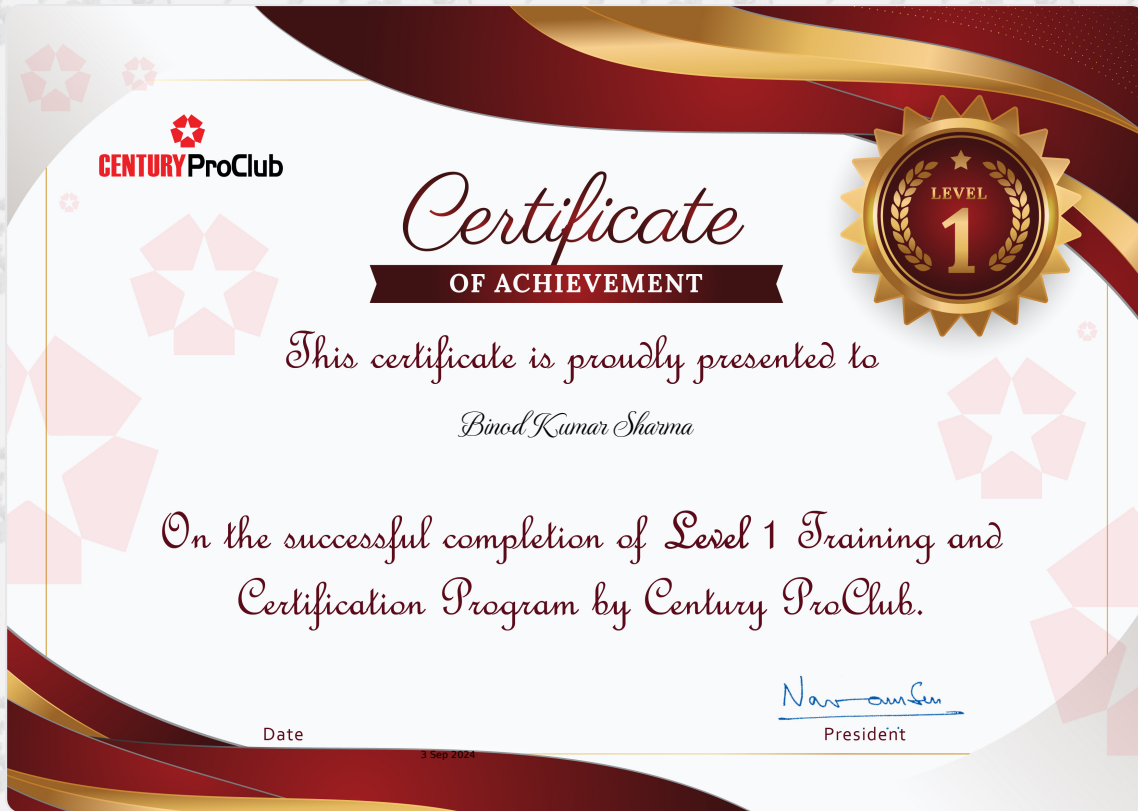 CENTURY ProClub
LEVEL
1
Certificate
OF ACHIEVEMENT
This certificate is proudly presented to
Binod Kumar Sharma
On the successful completion of Level 1 Training and
Certification Program by Century ProClub.
Date
3 Sep 2024
President